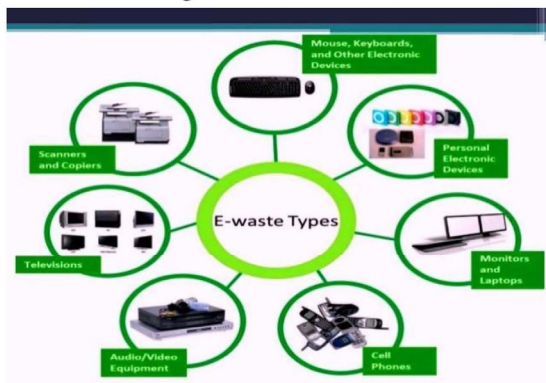 Mouse, Keyboards,
and Other Electronic
Devices
Scanners
and Copiers
Personal
Electronic
Devices
E-waste Types
Televisions
Monitors
and
Laptops
Audio/Video
Equipment
Cell
Phones